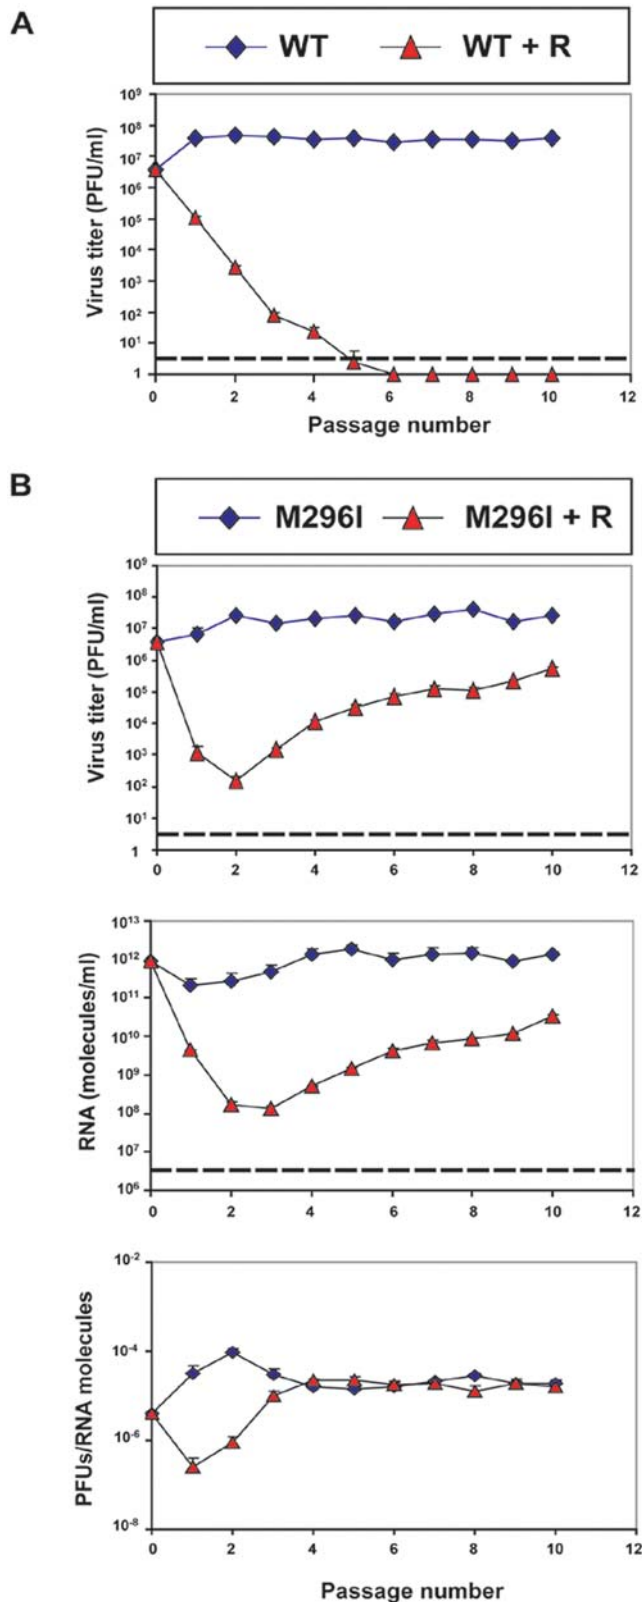 A
WT WT + R
10⁹
10⁸
10⁷
10⁶
10⁵
10⁴
10³
10²
10¹
1
Virus titer (PFU/ml)
0 2 4 6 8 10 12
Passage number
B
M296I M296I + R
10⁹
10⁸
10⁷
10⁶
10⁵
10⁴
10³
10²
10¹
1
Virus titer (PFU/ml)
0 2 4 6 8 10 12
10¹³
10¹²
10¹¹
10¹⁰
10⁹
10⁸
10⁷
10⁶
RNA (molecules/ml)
0 2 4 6 8 10 12
10⁻²
10⁻⁴
10⁻⁶
10⁻⁸
PFUs/RNA molecules
0 2 4 6 8 10 12
Passage number